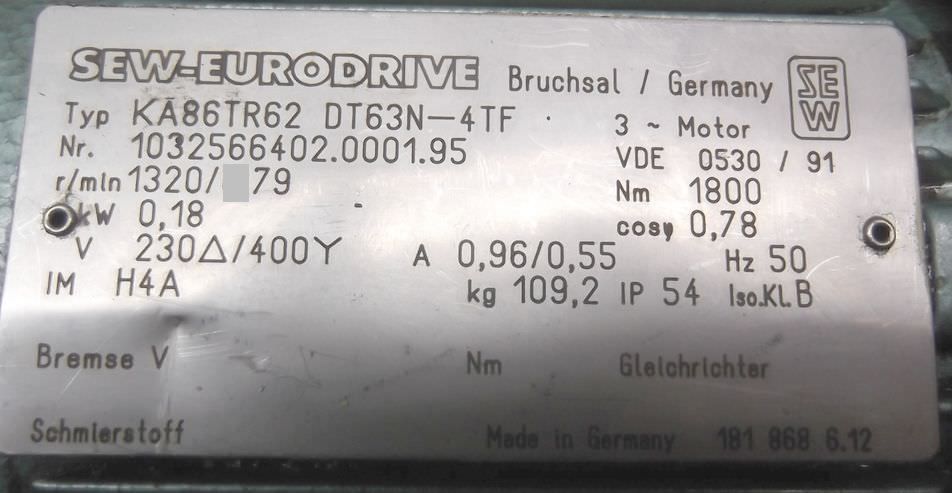 SEW-EURODRIVE Bruchsal / Germany SEW
Typ KA86TR62 DT63N-4TF 3 ~ Motor
Nr. 1032566402.0001.95 VDE 0530 / 91
r/min 1320/ 79 Nm 1800
kW 0,18 cosφ 0,78
V 230Δ/400Y A 0,96/0,55 Hz 50
IM H4A kg 109,2 IP 54 Iso.Kl. B
Bremse V Nm Gleichrichter
Schmierstoff Made in Germany 181 868 6.12